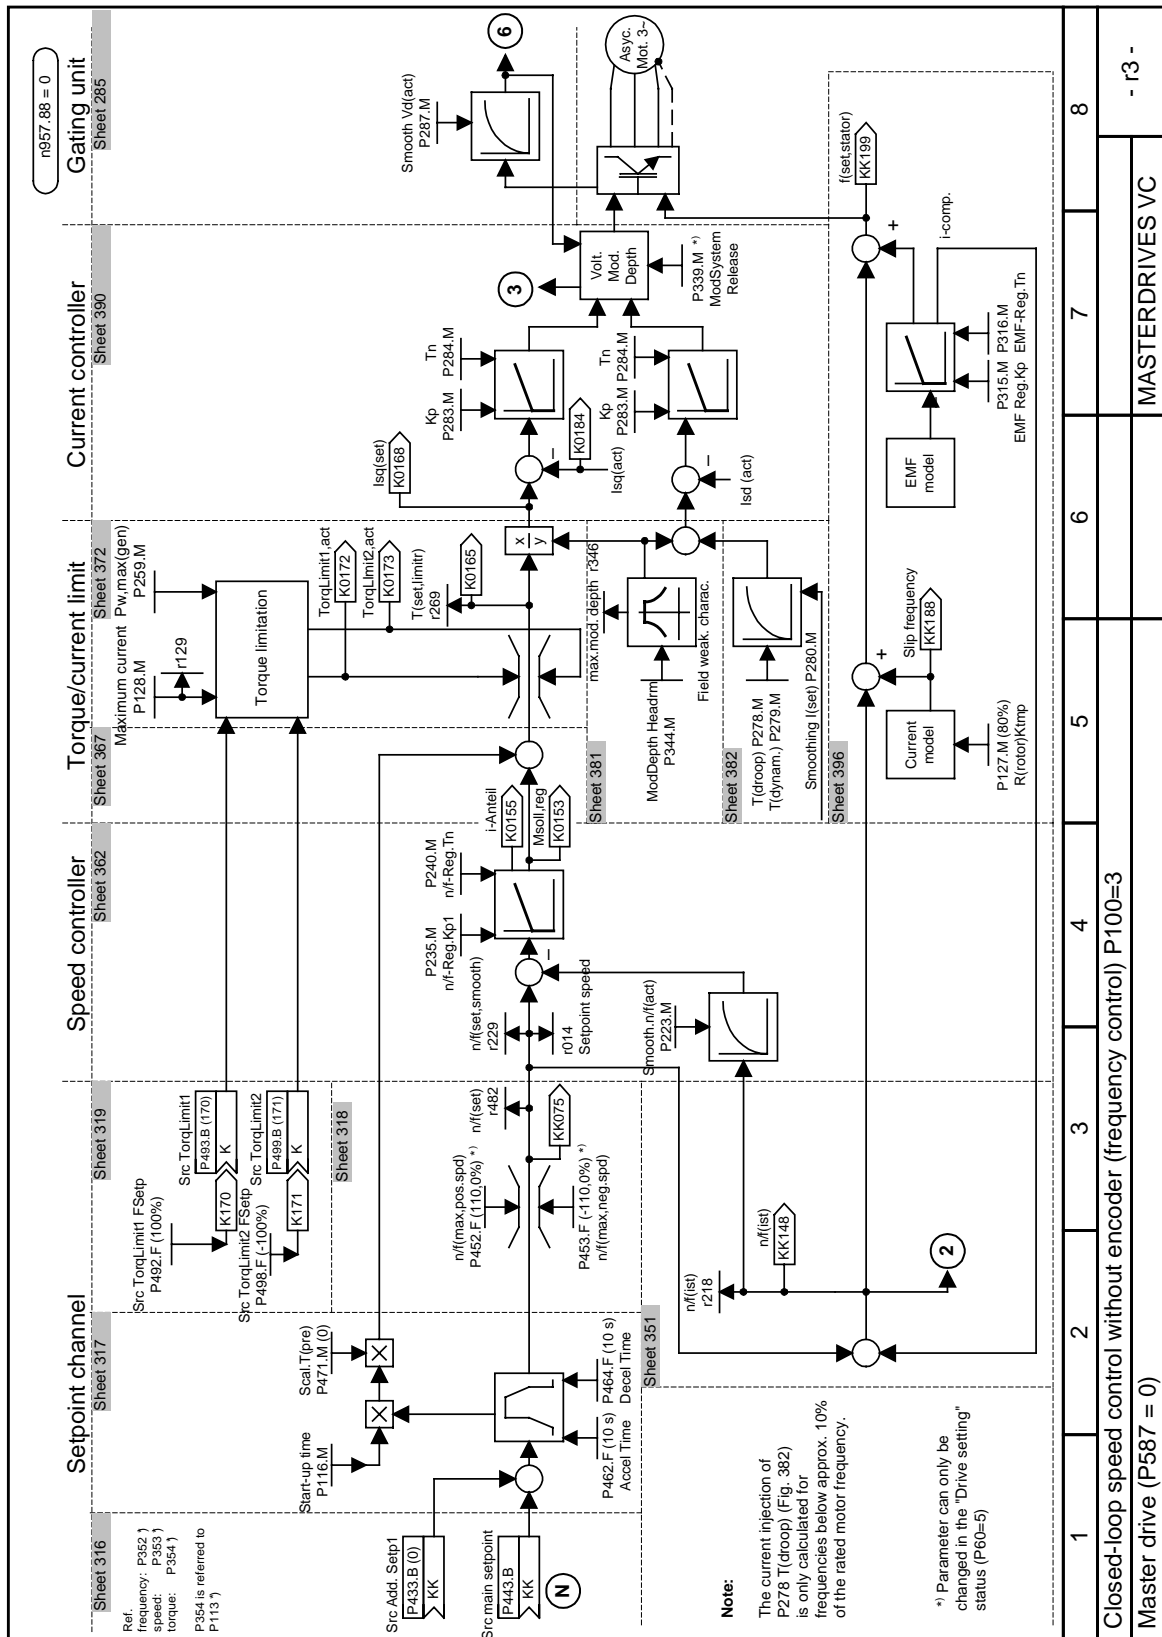 n957.88 = 0
Setpoint channel
Speed controller
Torque/current limit
Current controller
Gating unit
Sheet 316
Sheet 317
Sheet 319
Sheet 318
Sheet 362
Sheet 367
Sheet 372
Sheet 390
Sheet 285
Ref.
frequency: P352 *)
speed: P353 *)
torque: P354 *)
P354 is referred to
P113 *)
Src Add. Setp1
P433.B (0)
KK
Src main setpoint
P443.B
KK
N
Start-up time
P116.M
Scal.T(pre)
P471.M (0)
P462.F (10 s)
Accel Time
P464.F (10 s)
Decel Time
Src TorqLimit1 FSetp
P492.F (100%)
K170
Src TorqLimit1
P493.B (170)
K
Src TorqLimit2 FSetp
P498.F (-100%)
K171
Src TorqLimit2
P499.B (171)
K
n/f(max,pos.spd)
P452.F (110,0%) *)
P453.F (-110,0%) *)
n/f(max,neg.spd)
n/f(set)
r482
KK075
n/f(set,smooth)
r229
r014
Setpoint speed
P235.M
n/f-Reg.Kp1
P240.M
n/f-Reg.Tn
i-Anteil
K0155
Msoll,reg
K0153
Smooth.n/f(act)
P223.M
Sheet 351
n/f(ist)
r218
n/f(ist)
KK148
2
Maximum current
P128.M
r129
Pw,max(gen)
P259.M
Torque limitation
TorqLimit1,act
K0172
TorqLImit2,act
K0173
T(set,limitr)
r269
K0165
x
y
Isq(set)
K0168
Isq(act)
K0184
Kp
P283.M
Tn
P284.M
Kp
P283.M
Tn
P284.M
Isd (act)
Sheet 381
max.mod. depth r346
ModDepth Headrm
P344.M
Field weak. charac.
Sheet 382
T(droop) P278.M
T(dynam.) P279.M
Smoothing I(set) P280.M
3
Volt.
Mod.
Depth
P339.M *)
ModSystem
Release
Smooth Vd(act)
P287.M
6
Asyc.
Mot. 3~
Sheet 396
Current
model
P127.M (80%)
R(rotor)Ktmp
Slip frequency
KK188
EMF
model
P315.M
EMF Reg.Kp
P316.M
EMF-Reg.Tn
i-comp.
f(set,stator)
KK199
Note:
The current injection of
P278 T(droop) (Fig. 382)
is only calculated for
frequencies below approx. 10%
of the rated motor frequency.
*) Parameter can only be
changed in the "Drive setting"
status (P60=5)
1 2 3 4 5 6 7 8
Closed-loop speed control without encoder (frequency control) P100=3
Master drive (P587 = 0)
MASTERDRIVES VC
- r3 -